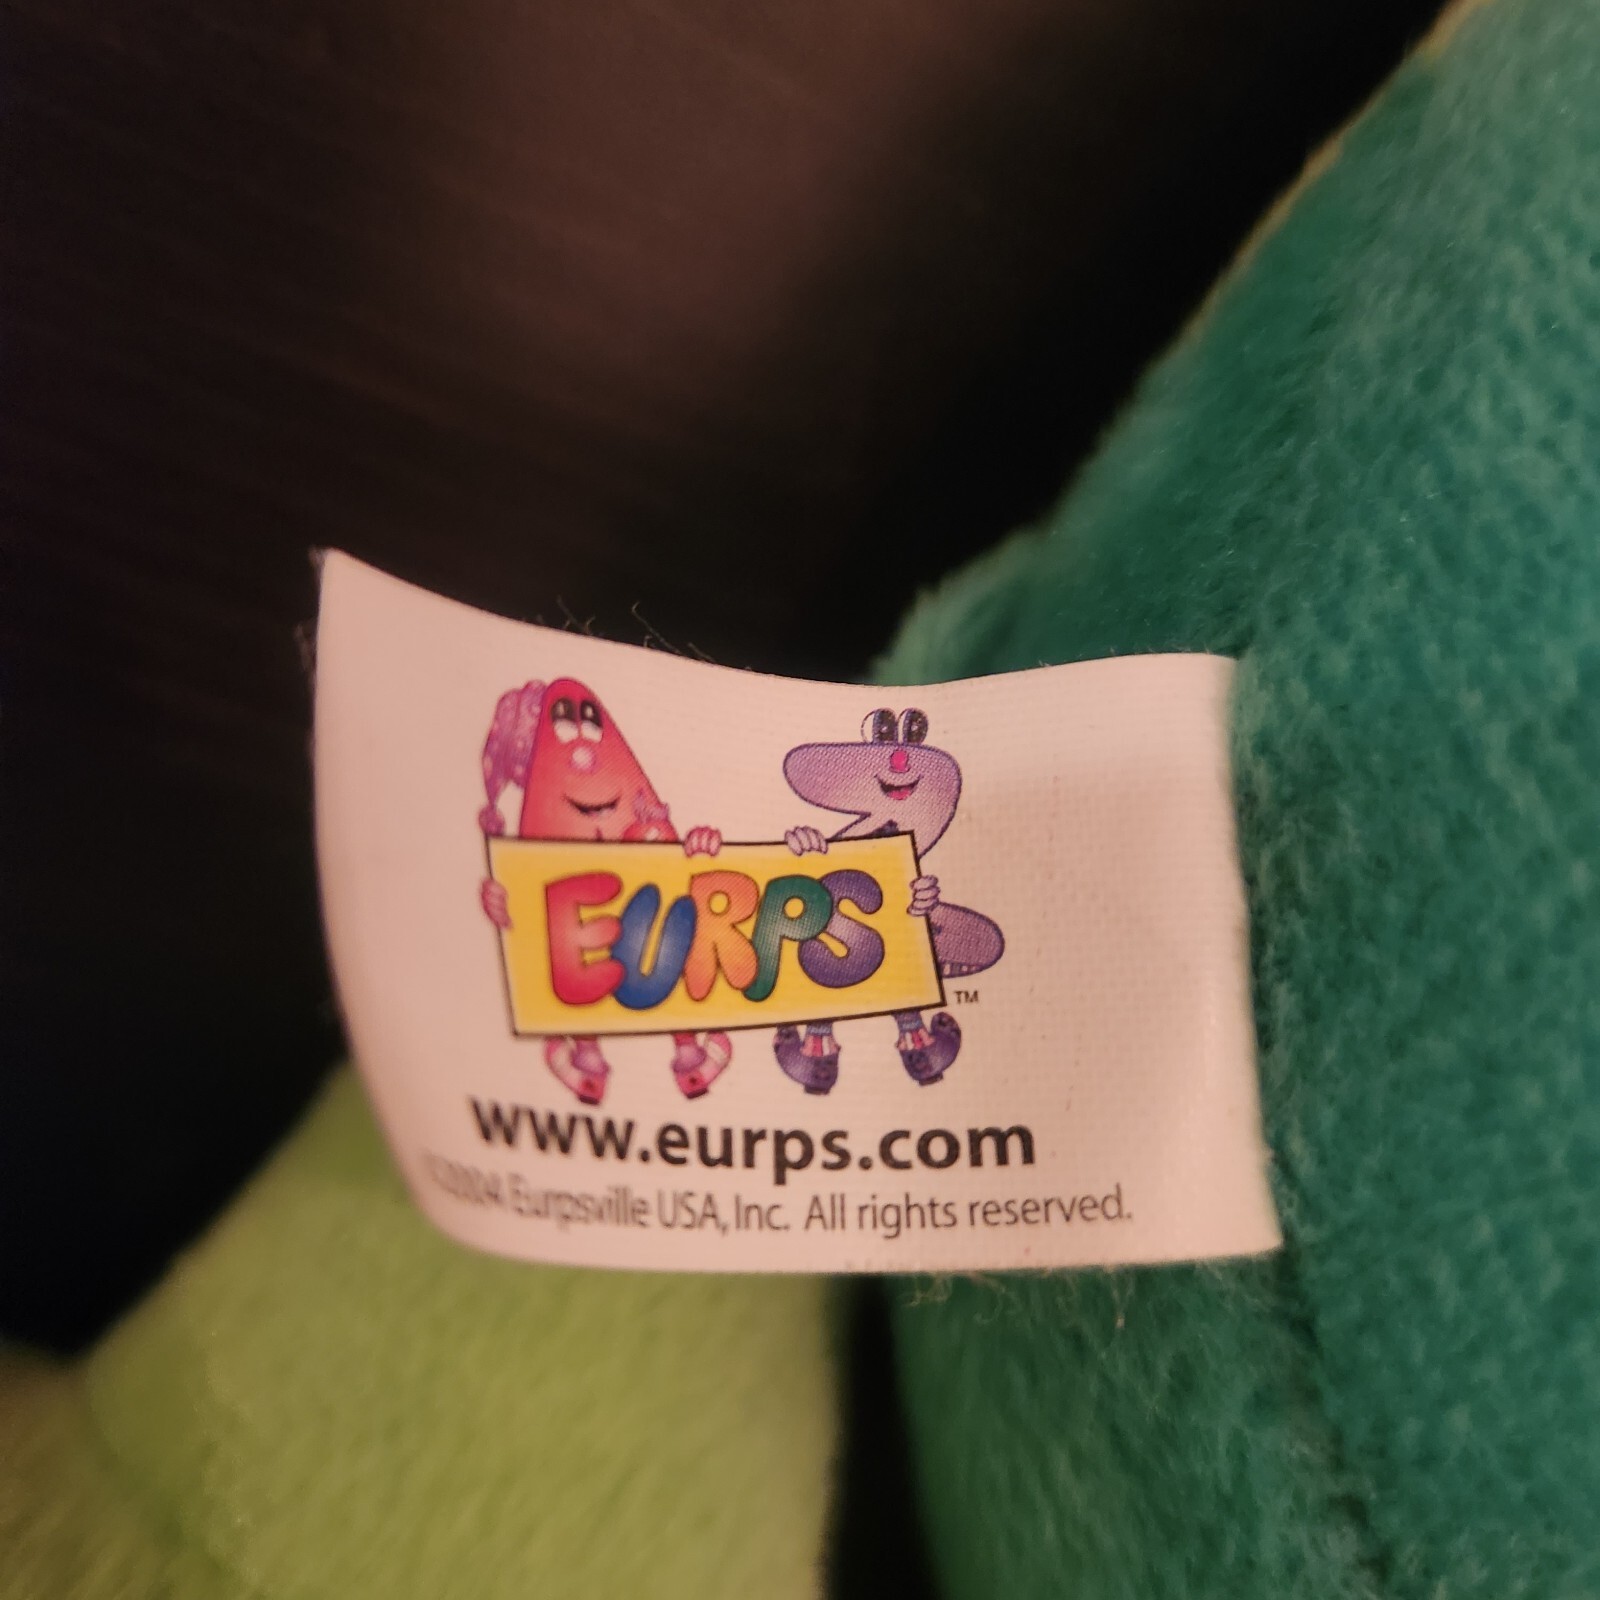 EURPS
TM
www.eurps.com
©2004 Eurpsville USA, Inc. All rights reserved.